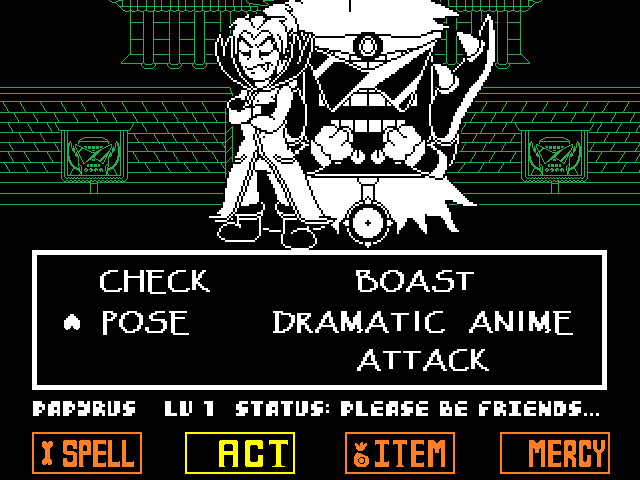 CHECK BOAST
POSE DRAMATIC ANIME
ATTACK
PAPYRUS LV 1 STATUS: PLEASE BE FRIENDS...
SPELL ACT ITEM MERCY